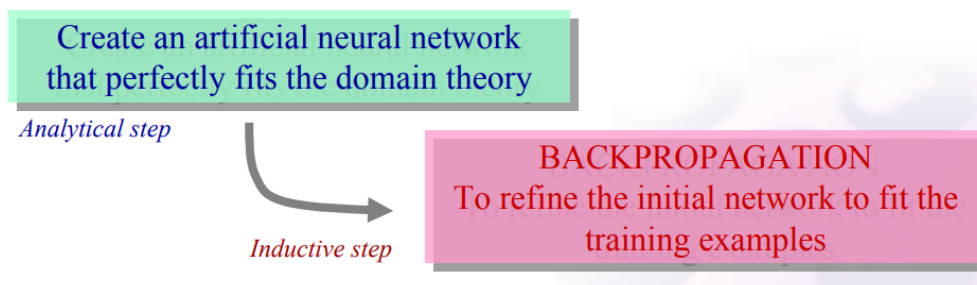 Create an artificial neural network
that perfectly fits the domain theory
Analytical step
BACKPROPAGATION
To refine the initial network to fit the
training examples
Inductive step